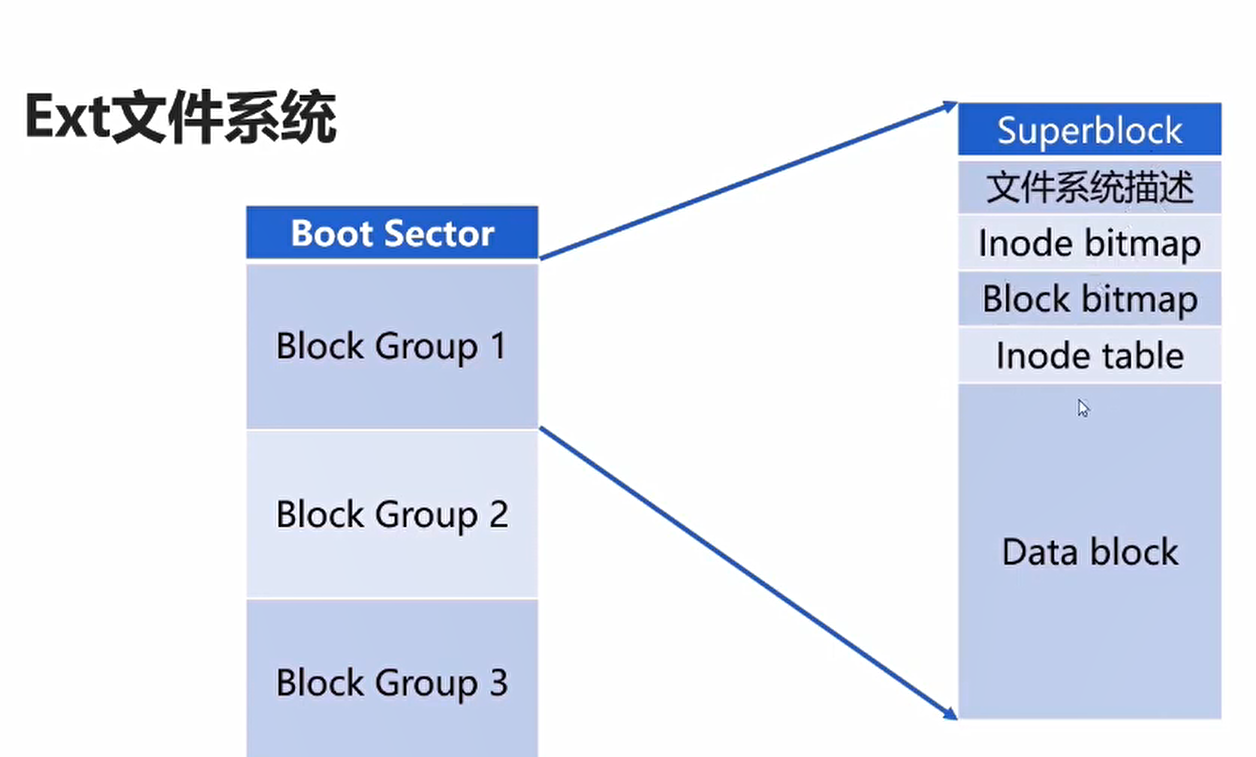 Ext文件系统
Boot Sector
Block Group 1
Block Group 2
Block Group 3
Superblock
文件系统描述
Inode bitmap
Block bitmap
Inode table
Data block